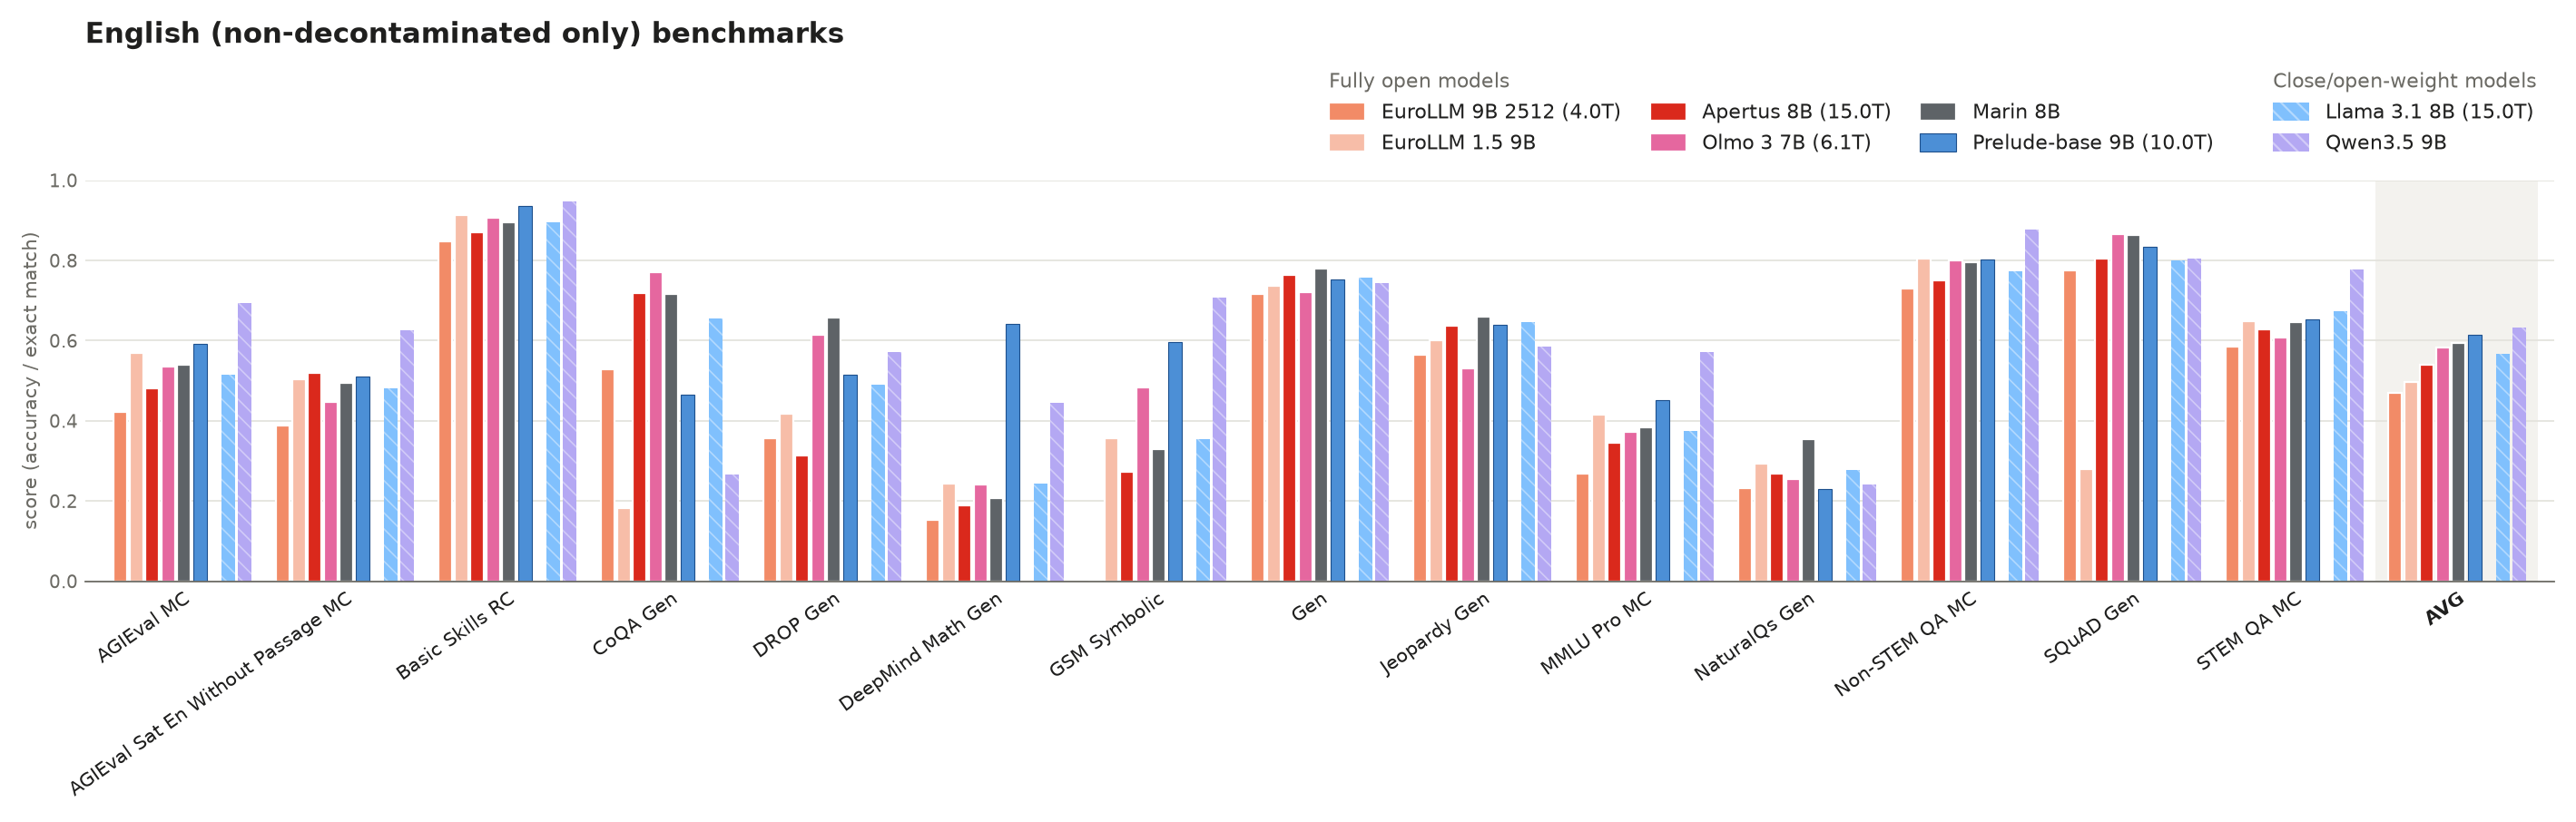 English (non-decontaminated only) benchmarks
Fully open models
Close/open-weight models
EuroLLM 9B 2512 (4.0T)
Apertus 8B (15.0T)
Marin 8B
Llama 3.1 8B (15.0T)
EuroLLM 1.5 9B
Olmo 3 7B (6.1T)
Prelude-base 9B (10.0T)
Qwen3.5 9B
score (accuracy / exact match)
1.0
0.8
0.6
0.4
0.2
0.0
AGIEval MC
AGIEval Sat En Without Passage MC
Basic Skills RC
CoQA Gen
DROP Gen
DeepMind Math Gen
GSM Symbolic
Gen
Jeopardy Gen
MMLU Pro MC
NaturalQs Gen
Non-STEM QA MC
SQuAD Gen
STEM QA MC
AVG